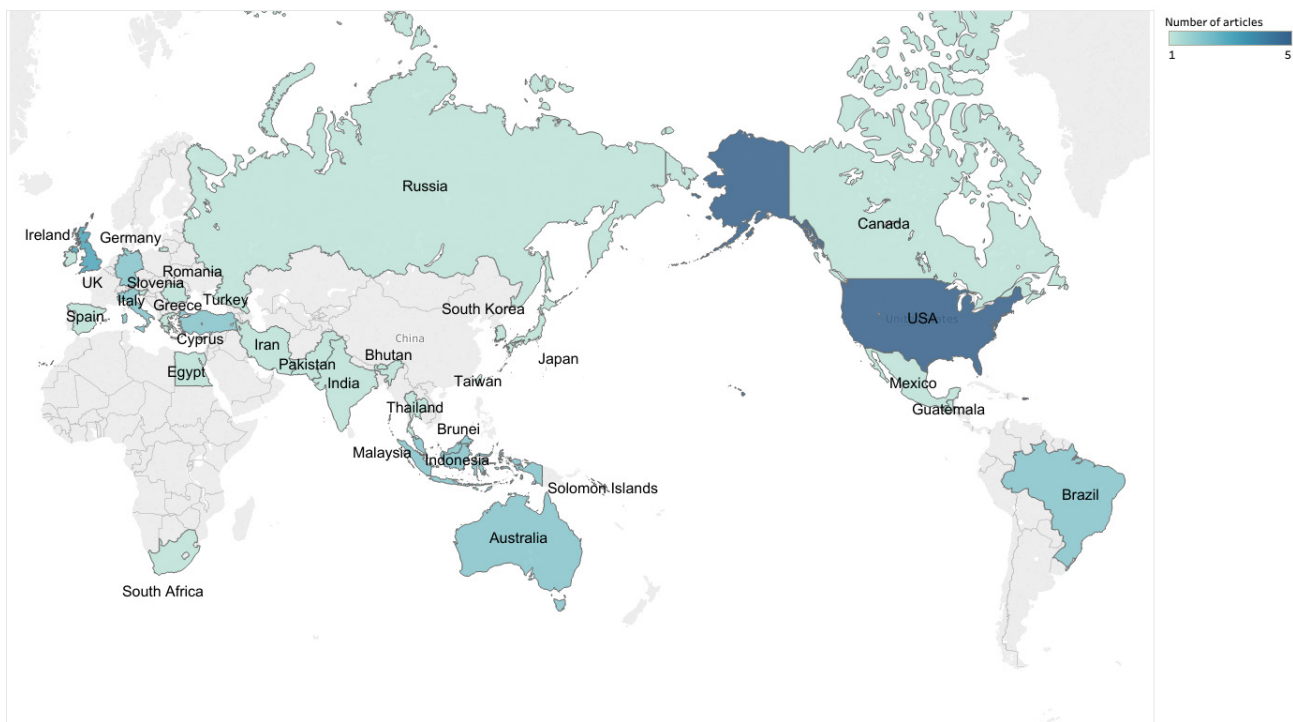 Number of articles
1 5
Russia
Canada
Ireland
Germany
UK
Romania
Slovenia
Italy
Greece
Turkey
Spain
Cyprus
South Korea
USA
China
Japan
Iran
Pakistan
Bhutan
Egypt
India
Taiwan
Mexico
Thailand
Guatemala
Brunei
Malaysia
Indonesia
Solomon Islands
Brazil
Australia
South Africa